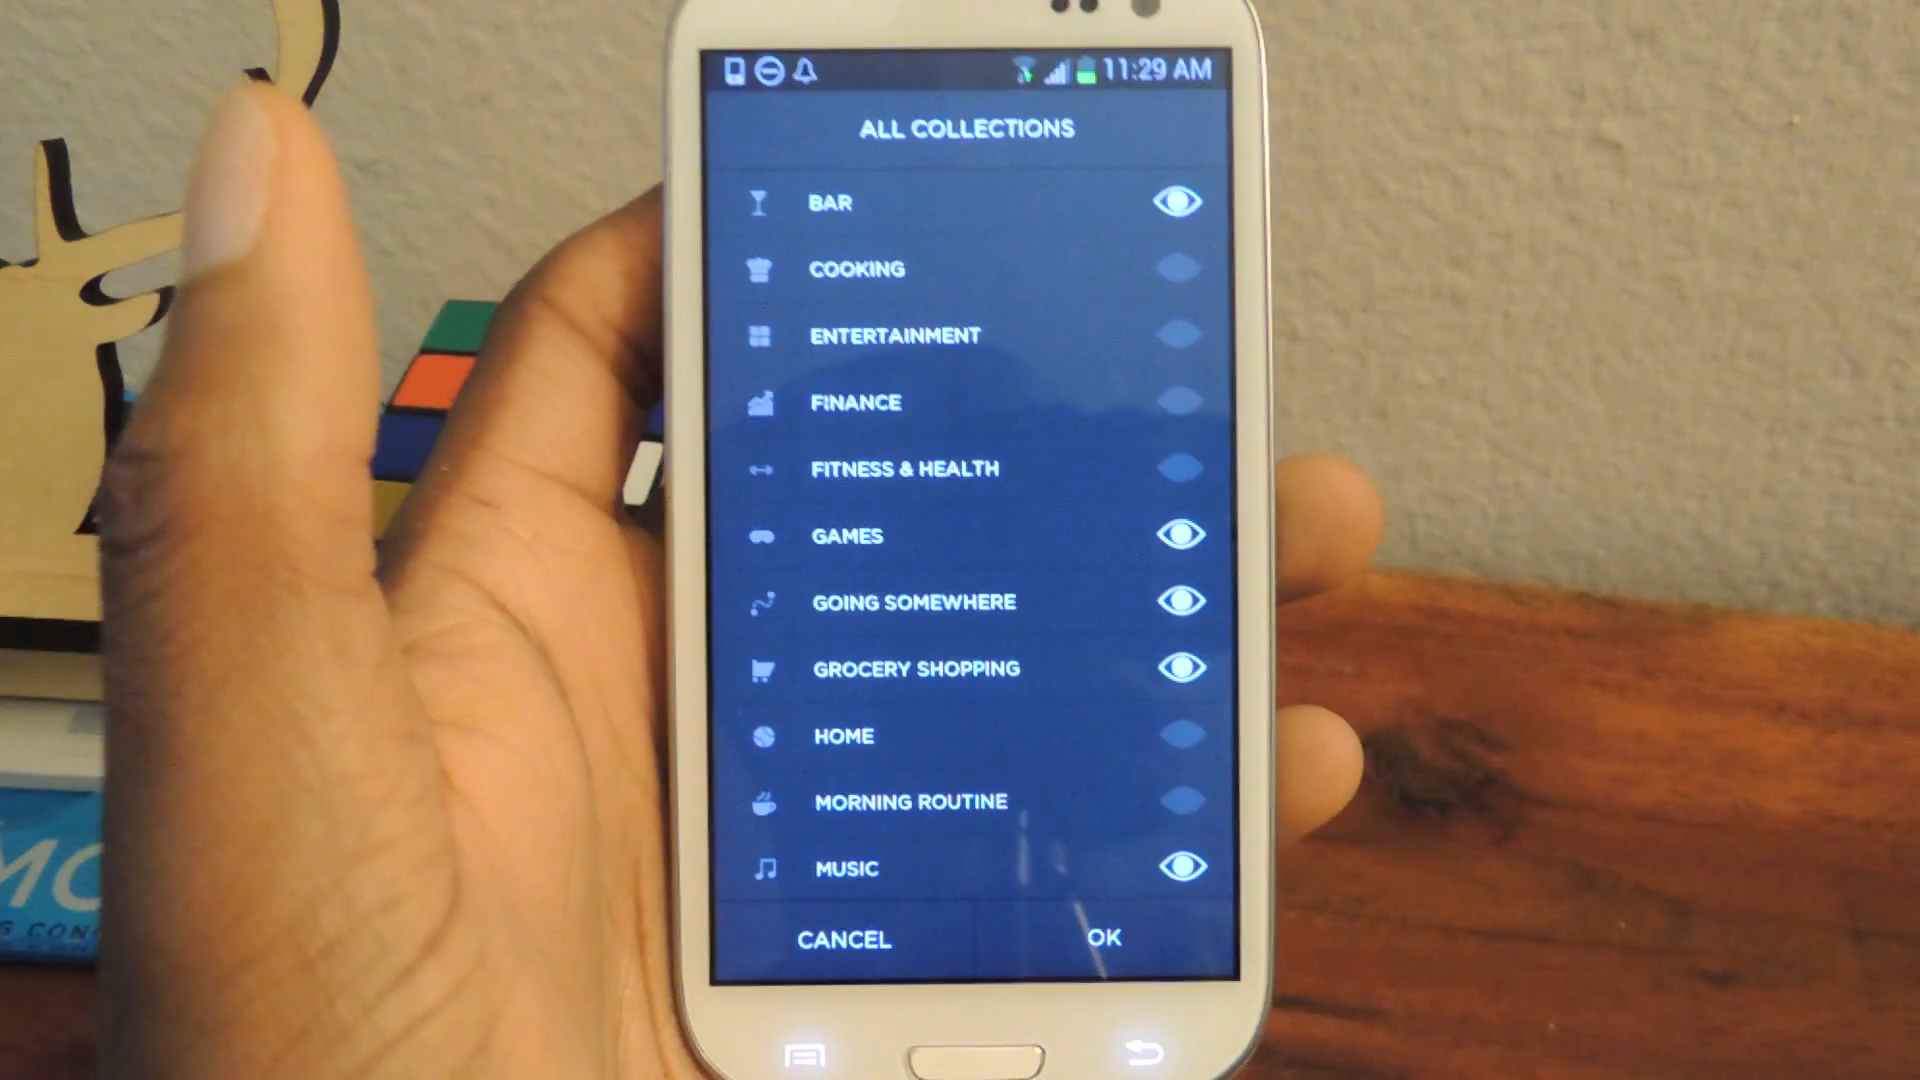 11:29 AM
ALL COLLECTIONS
BAR
COOKING
ENTERTAINMENT
FINANCE
FITNESS & HEALTH
GAMES
GOING SOMEWHERE
GROCERY SHOPPING
HOME
MORNING ROUTINE
MUSIC
CANCEL OK